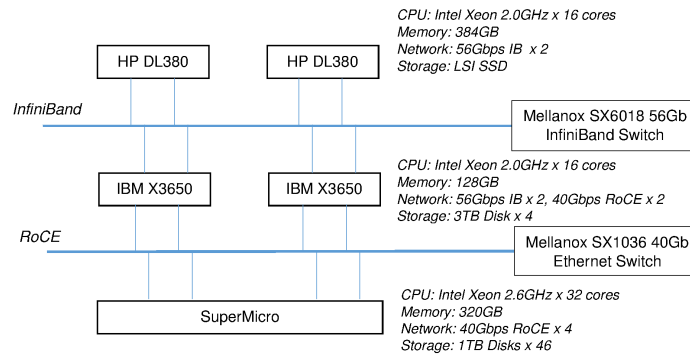 CPU: Intel Xeon 2.0GHz x 16 cores
Memory: 384GB
Network: 56Gbps IB x 2
Storage: LSI SSD
HP DL380
HP DL380
InfiniBand
Mellanox SX6018 56Gb
InfiniBand Switch
CPU: Intel Xeon 2.0GHz x 16 cores
Memory: 128GB
Network: 56Gbps IB x 2, 40Gbps RoCE x 2
Storage: 3TB Disk x 4
IBM X3650
IBM X3650
RoCE
Mellanox SX1036 40Gb
Ethernet Switch
CPU: Intel Xeon 2.6GHz x 32 cores
Memory: 320GB
Network: 40Gbps RoCE x 4
Storage: 1TB Disks x 46
SuperMicro